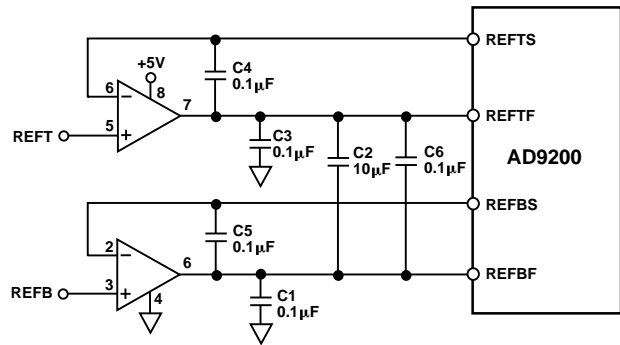 REFTS
C4
0.1µF
+5V
8
6
–
7
5
+
REFT
REFTF
C3
0.1µF
C2
10µF
C6
0.1µF
AD9200
REFBS
C5
0.1µF
2
–
6
3
+
4
REFB
REFBF
C1
0.1µF